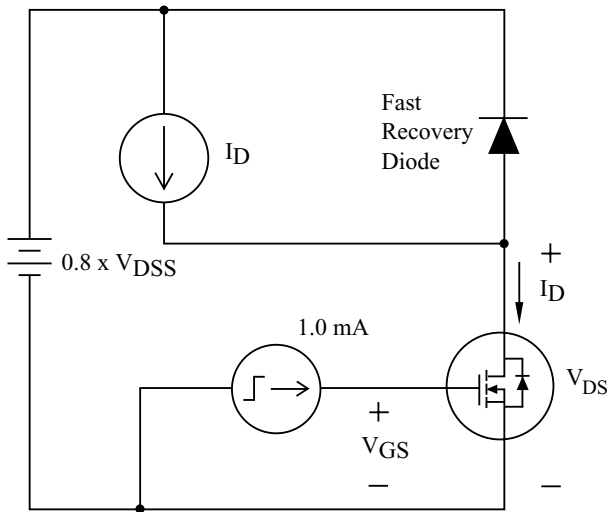 Fast
Recovery
Diode
I_D
0.8 x V_DSS
+
I_D
1.0 mA
V_DS
+
V_GS
−
−